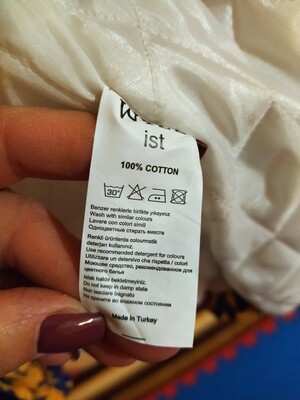 ist
100% COTTON
30°
Benzer renklerle birlikte yıkayınız
Wash with similar colours
Lavare con colori simili
Одноцветные стирать вместе
Renkli ürünlerde colourmatik
deterjan kullanınız.
Use recommended detergent for colours
Utilizzare un detersivo che rispetta i colori
Моющее средство, рекомендованное для
цветного белья
Islak halde bekletmeyiniz.
Do not keep in damp state
Non lasciare inkgnato
Не хранити во влажном состоянии
Made in Turkey